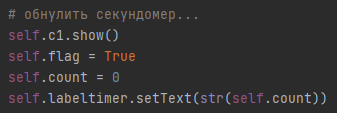 # обнулить секундомер...
self.c1.show()
self.flag = True
self.count = 0
self.labeltimer.setText(str(self.count))